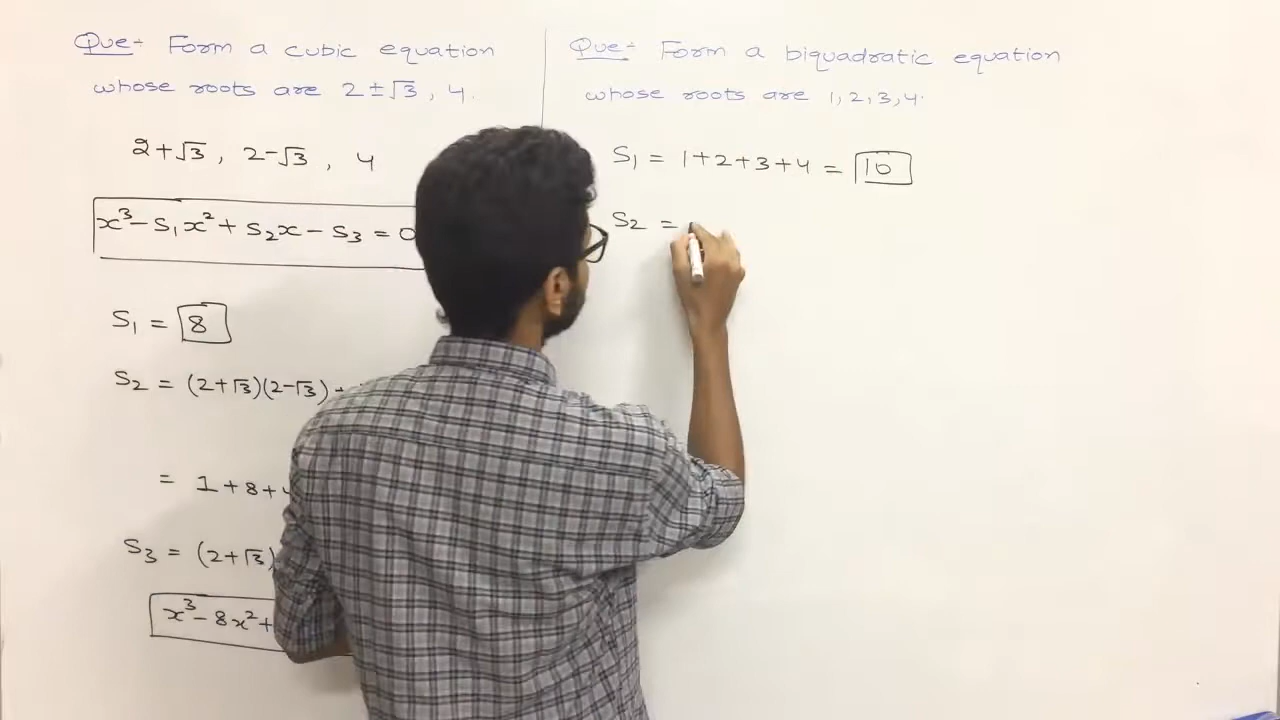 Que:- Form a cubic equation
whose roots are 2±√3, 4.
2+√3, 2-√3, 4
x³-S₁x²+S₂x-S₃=0
S₁ = 8
S₂ = (2+√3)(2-√3)+
= 1+8+
S₃ = (2+√3)
x³-8x²+
Que:- Form a biquadratic equation
whose roots are 1,2,3,4.
S₁ = 1+2+3+4 = 10
S₂ =